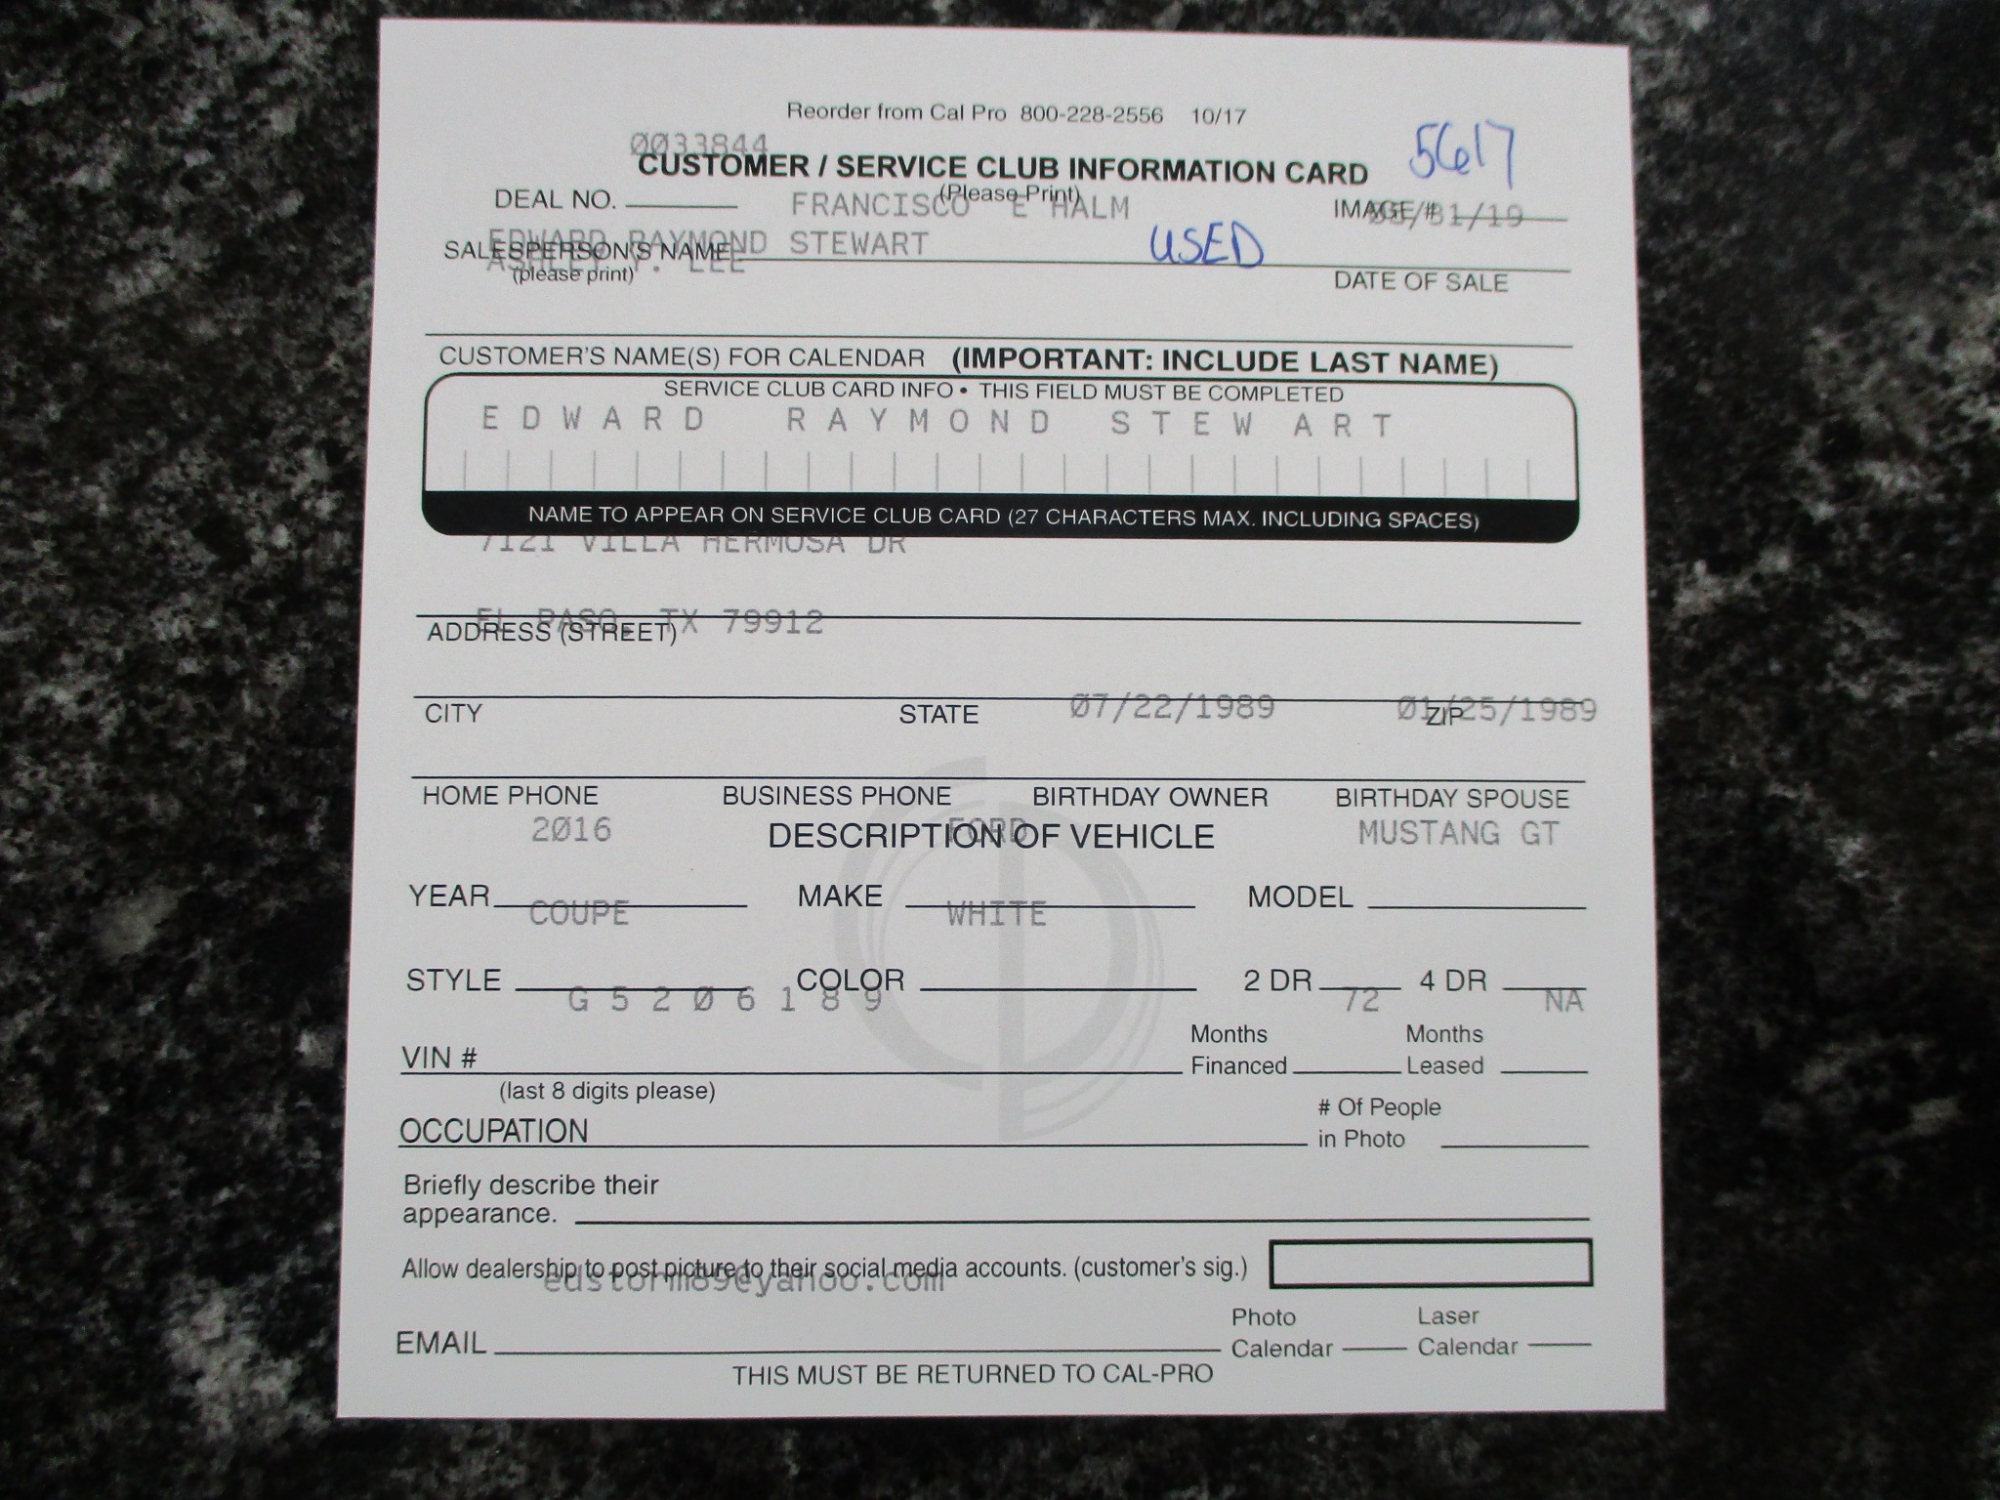 Reorder from Cal Pro 800-228-2556 10/17
0033844
CUSTOMER / SERVICE CLUB INFORMATION CARD
5617
(Please Print)
DEAL NO.
FRANCISCO E HALM
IMAGE #
/31/19
EDWARD RAYMOND STEWART
USED
SALESPERSON'S NAME
ASHLEY Y. LEE
(please print)
DATE OF SALE
CUSTOMER'S NAME(S) FOR CALENDAR (IMPORTANT: INCLUDE LAST NAME)
SERVICE CLUB CARD INFO • THIS FIELD MUST BE COMPLETED
EDWARD RAYMOND STEWART
NAME TO APPEAR ON SERVICE CLUB CARD (27 CHARACTERS MAX. INCLUDING SPACES)
7121 VILLA HERMOSA DR
EL PASO, TX 79912
ADDRESS (STREET)
07/22/1989 01/25/1989
CITY STATE ZIP
HOME PHONE BUSINESS PHONE BIRTHDAY OWNER BIRTHDAY SPOUSE
2016 FORD MUSTANG GT
DESCRIPTION OF VEHICLE
YEAR MAKE MODEL
COUPE WHITE
STYLE COLOR 2 DR 4 DR
G5206189 72 NA
VIN # Months Financed Months Leased
(last 8 digits please)
OCCUPATION # Of People in Photo
Briefly describe their
appearance.
Allow dealership to post picture to their social media accounts. (customer's sig.)
edstorm89@yahoo.com
EMAIL Photo Calendar Laser Calendar
THIS MUST BE RETURNED TO CAL-PRO